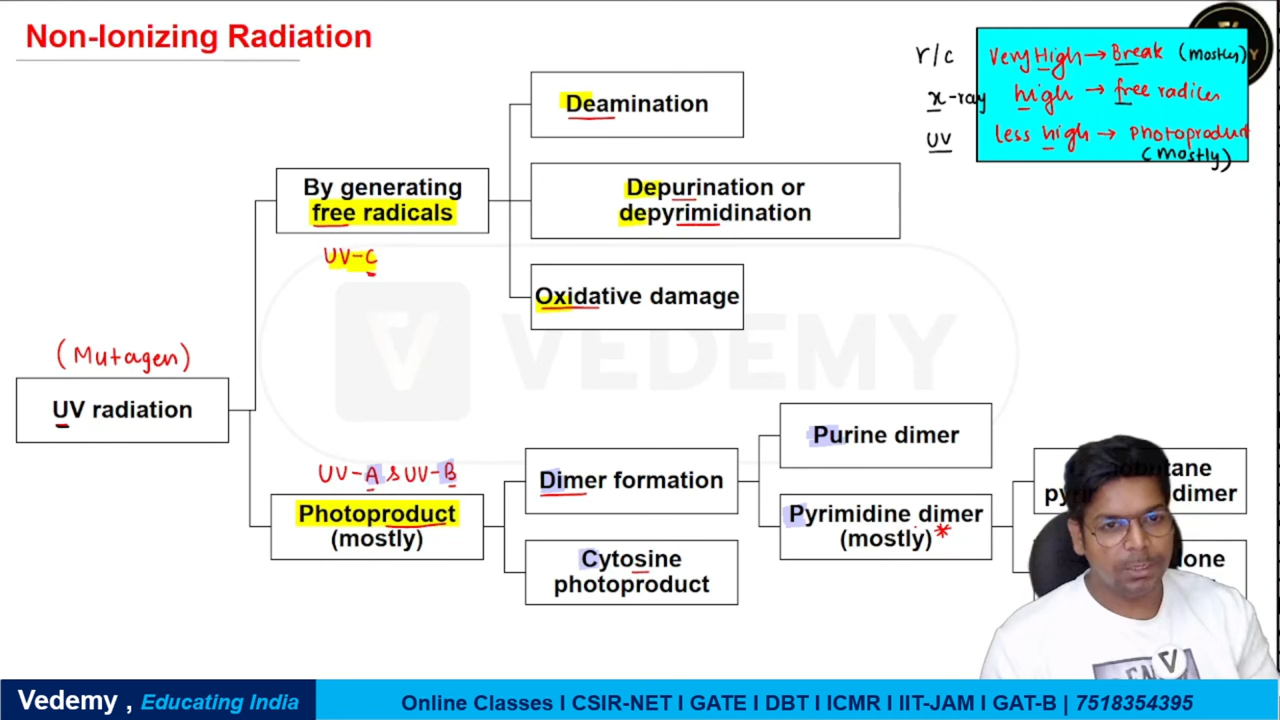 Non-Ionizing Radiation
r/c Very High → Break (mostly)
x-ray high → free radices
UV less high → Photoproduct
(mostly)
Deamination
By generating
free radicals
UV-C
Depurination or
depyrimidination
Oxidative damage
VEDEMY
(Mutagen)
UV radiation
UV-A & UV-B
Photoproduct
(mostly)
Dimer formation
Cytosine
photoproduct
Purine dimer
Pyrimidine dimer
(mostly)*
dimer
Vedemy , Educating India
Online Classes I CSIR-NET I GATE I DBT I ICMR I IIT-JAM I GAT-B | 7518354395